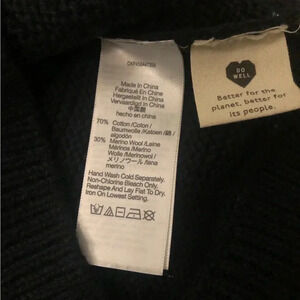 Made In China
Fabriqué En Chine
Hergestellt In China
Vervaardigd In China
中国製
hecho en china
70% Cotton/Coton/
Baumwolle/Katoen/綿/
algodón
30% Merino Wool/Laine
Mérinos/Merino
Wolle/Merinowol/
メリノウール/lana
merino
Hand Wash Cold Separately.
Non-Chlorine Bleach Only.
Reshape And Lay Flat To Dry.
Iron On Lowest Setting.
DO
WELL
Better for the
planet, better for
its people.